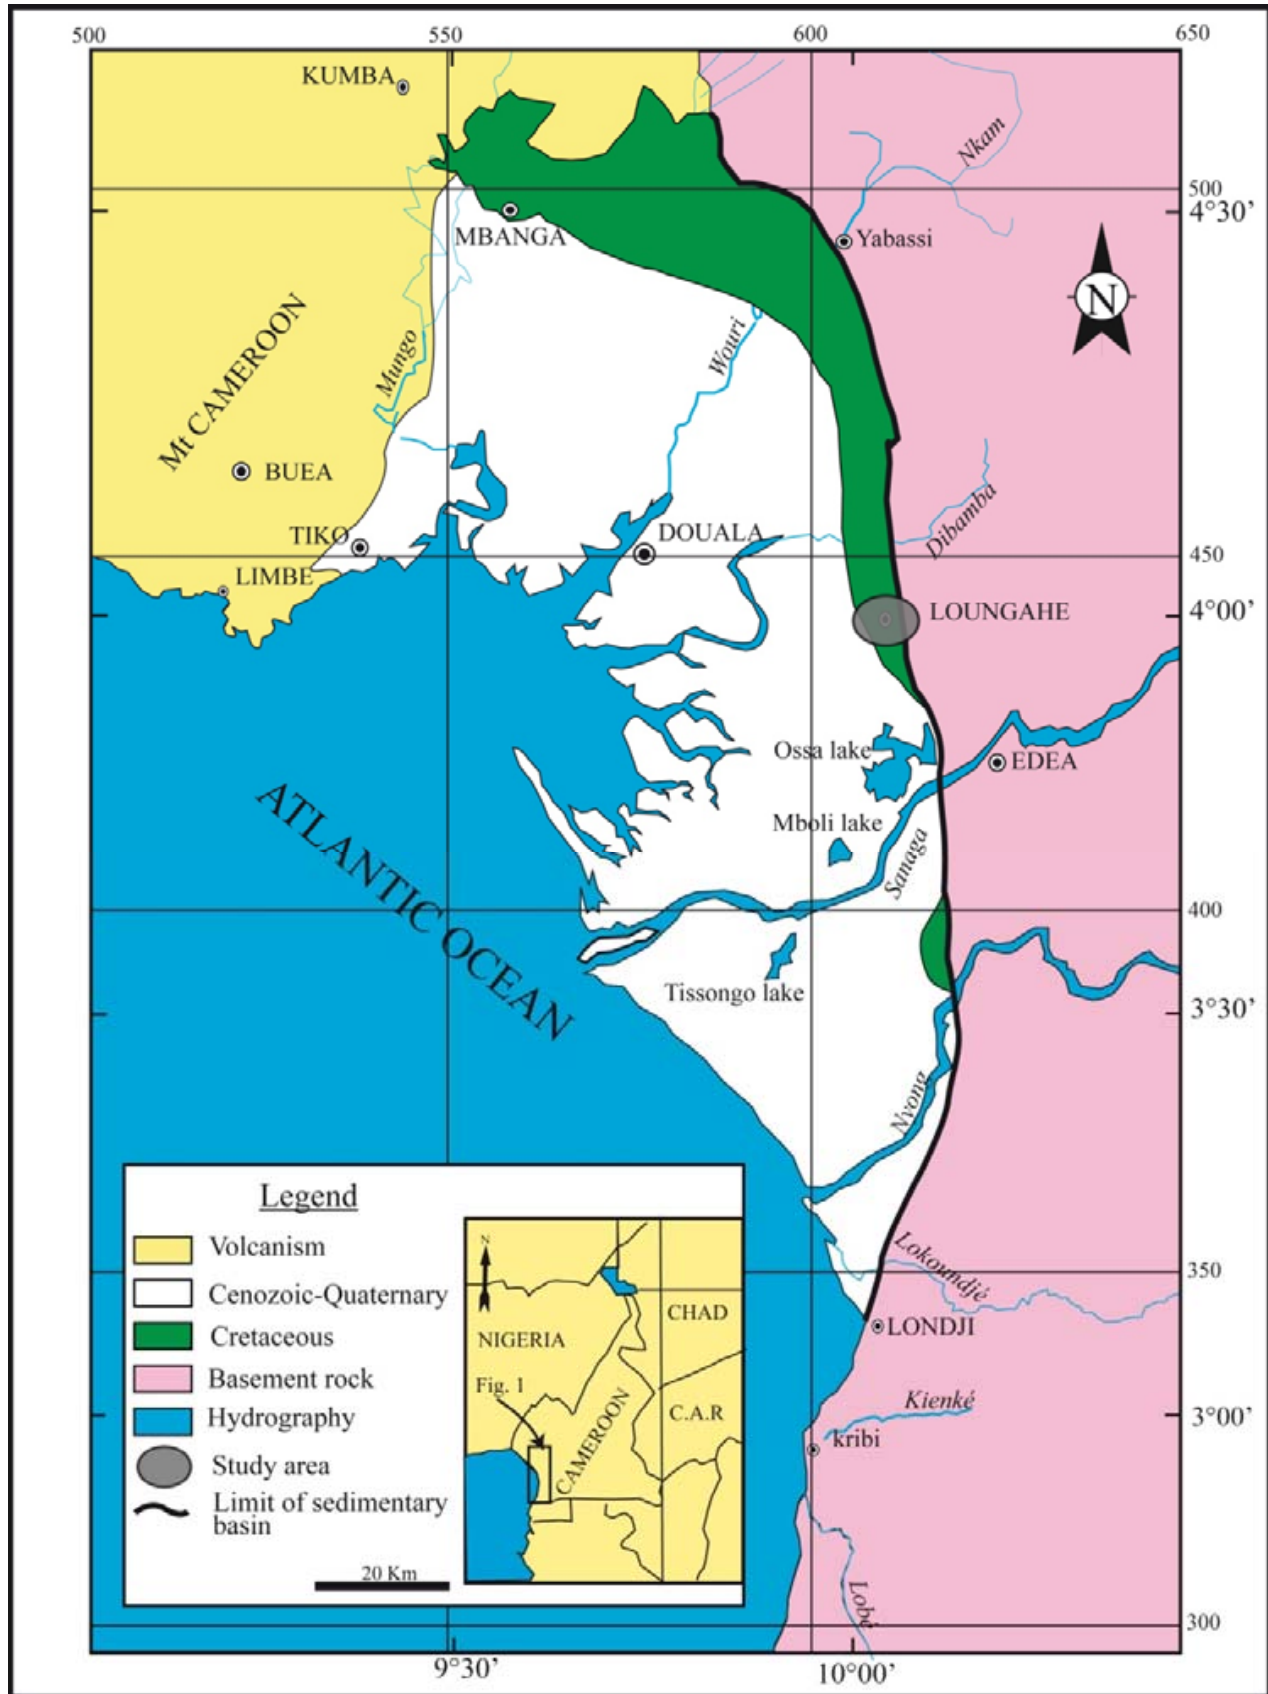 500 550 600 650
KUMBA
Nkam
500
4°30’
MBANGA
Yabassi
N
Mt CAMEROON
Mungo
Wouri
BUEA
TIKO
DOUALA
Dibamba
450
LIMBE
LOUNGAHE
4°00’
Ossa lake
EDEA
Mboli lake
Sanaga
ATLANTIC OCEAN
400
Tissongo lake
3°30’
Nyong
Lokoundjé
350
LONDJI
Kienké
3°00’
kribi
Lobé
300
9°30’ 10°00’
Legend
Volcanism
Cenozoic-Quaternary
Cretaceous
Basement rock
Hydrography
Study area
Limit of sedimentary
basin
20 Km
N
CHAD
NIGERIA
Fig. 1
CAMEROON
C.A.R